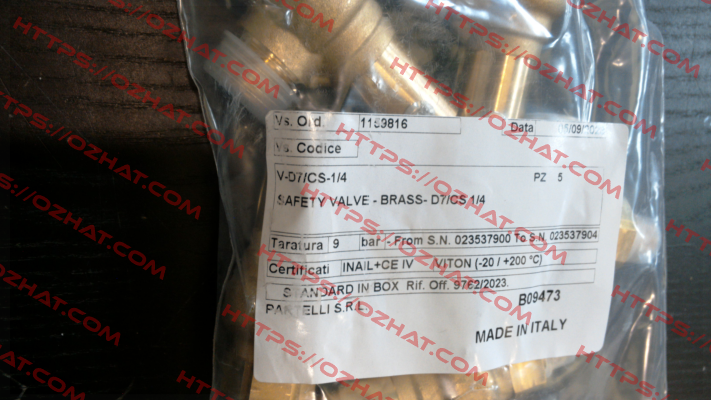 Vs. Ord. 1189816 Data
Vs. Codice
V-D7/CS-1/4 PZ 5
SAFETY VALVE - BRASS- D7/CS 1/4
Taratura 9 bar - From S.N. 023537900 To S.N. 023537904
Certificati INAIL+CE IV VITON (-20 / +200 °C)
STANDARD IN BOX Rif. Off. 9762/2023.
B09473
S.R.L.
MADE IN ITALY
HTTPS://OZHAT.COM